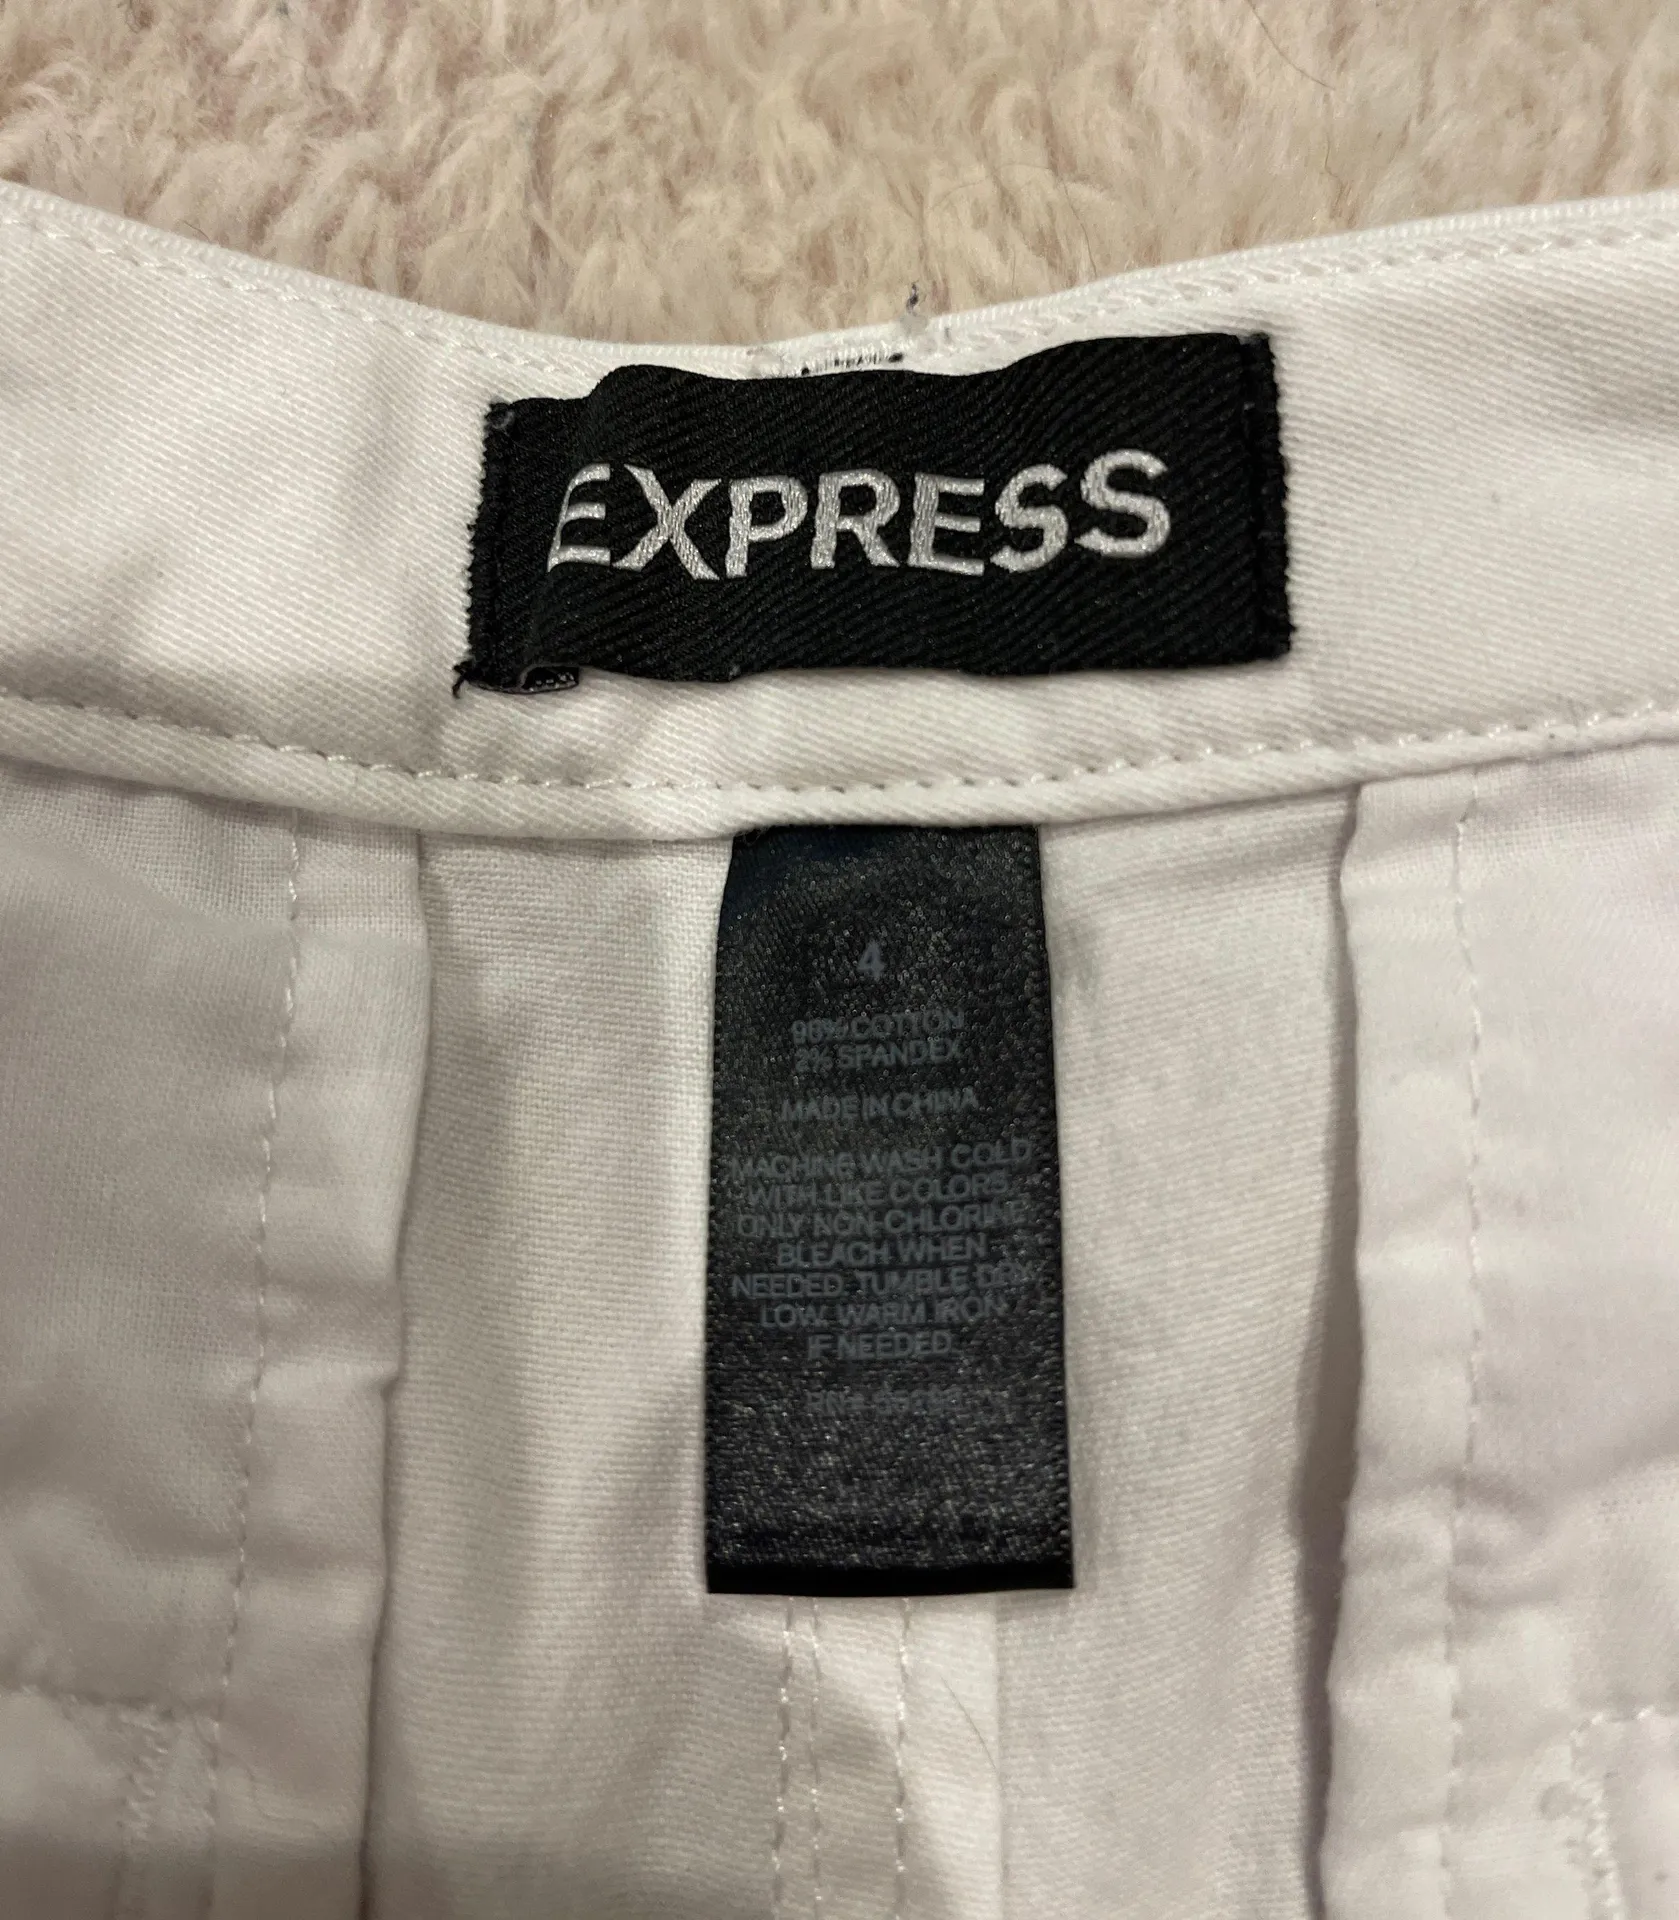 EXPRESS
4
98% COTTON
2% SPANDEX
MADE IN CHINA
MACHINE WASH COLD
WITH LIKE COLORS.
ONLY NON-CHLORINE
BLEACH WHEN
NEEDED. TUMBLE DRY
LOW. WARM IRON
IF NEEDED.